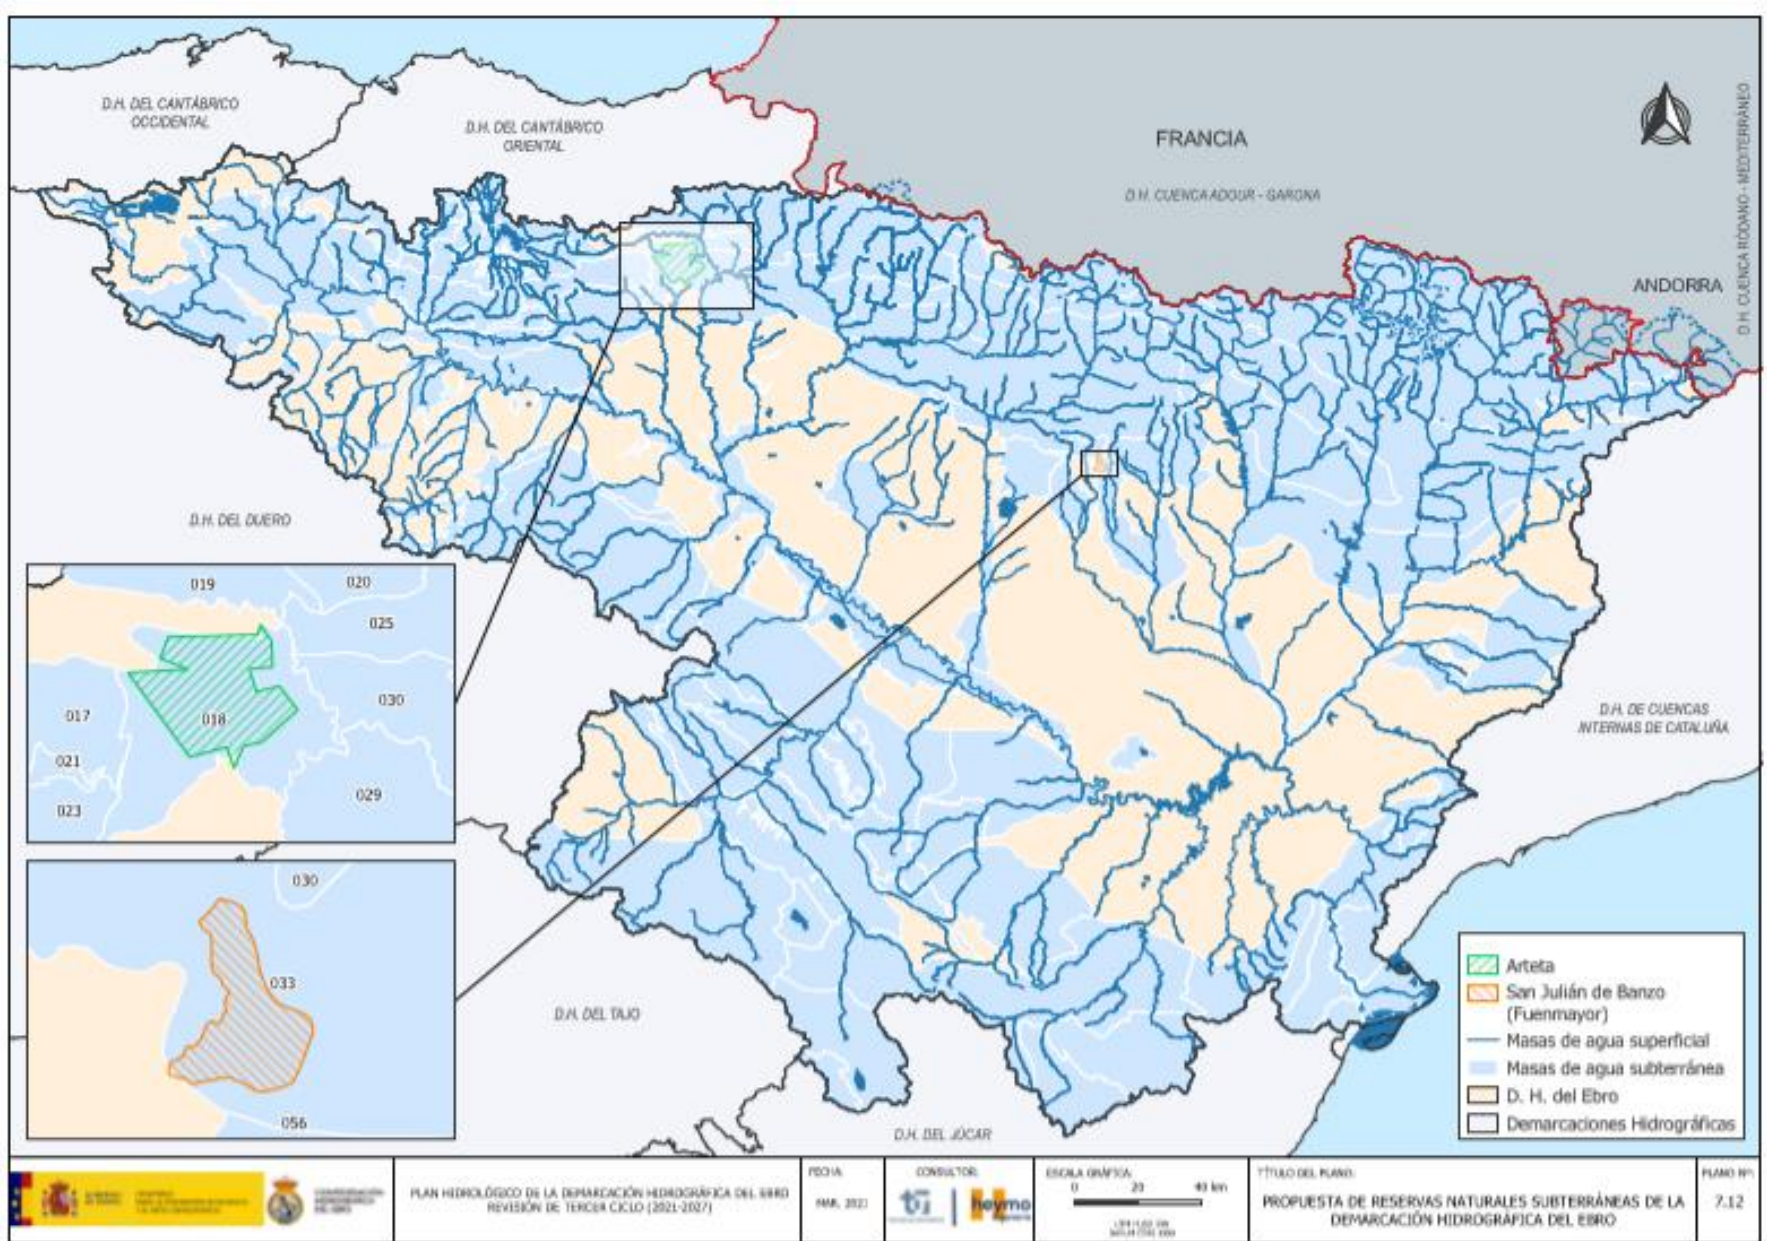 D.H. DEL CANTÁBRICO
OCCIDENTAL
D.H. DEL CANTÁBRICO
ORIENTAL
FRANCIA
D.H. CUENCA ADOUR - GARONA
D.H. CUENCA RÓDANO - MEDITERRÁNEO
ANDORRA
D.H. DEL DUERO
019
020
025
017
018
030
021
023
029
D.H. DE CUENCAS
INTERNAS DE CATALUÑA
030
033
056
D.H. DEL TAJO
D.H. DEL JÚCAR
Arteta
San Julián de Banzo
(Fuenmayor)
Masas de agua superficial
Masas de agua subterránea
D. H. del Ebro
Demarcaciones Hidrográficas
PLAN HIDROLÓGICO DE LA DEMARCACIÓN HIDROGRÁFICA DEL EBRO
REVISIÓN DE TERCER CICLO (2021-2027)
FECHA:
MAR. 2021
CONSULTOR:
heymo
ESCALA GRÁFICA:
0 20 40 km
TÍTULO DEL PLANO:
PROPUESTA DE RESERVAS NATURALES SUBTERRÁNEAS DE LA
DEMARCACIÓN HIDROGRÁFICA DEL EBRO
PLANO Nº:
7.12